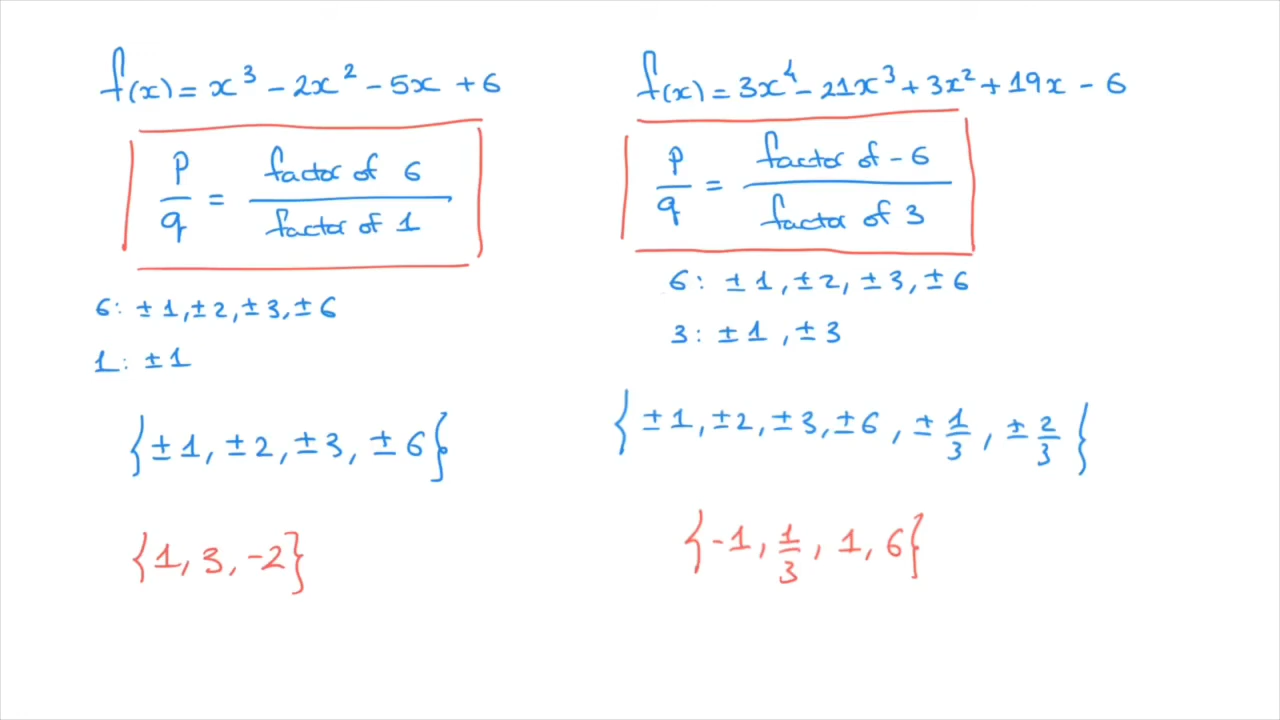 f(x) = x³ - 2x² - 5x + 6
p/q = factor of 6 / factor of 1
6: ±1, ±2, ±3, ±6
1: ±1
{±1, ±2, ±3, ±6}
{1, 3, -2}
f(x) = 3x⁴ - 21x³ + 3x² + 19x - 6
p/q = factor of -6 / factor of 3
6: ±1, ±2, ±3, ±6
3: ±1, ±3
{±1, ±2, ±3, ±6, ±1/3, ±2/3}
{-1, 1/3, 1, 6}